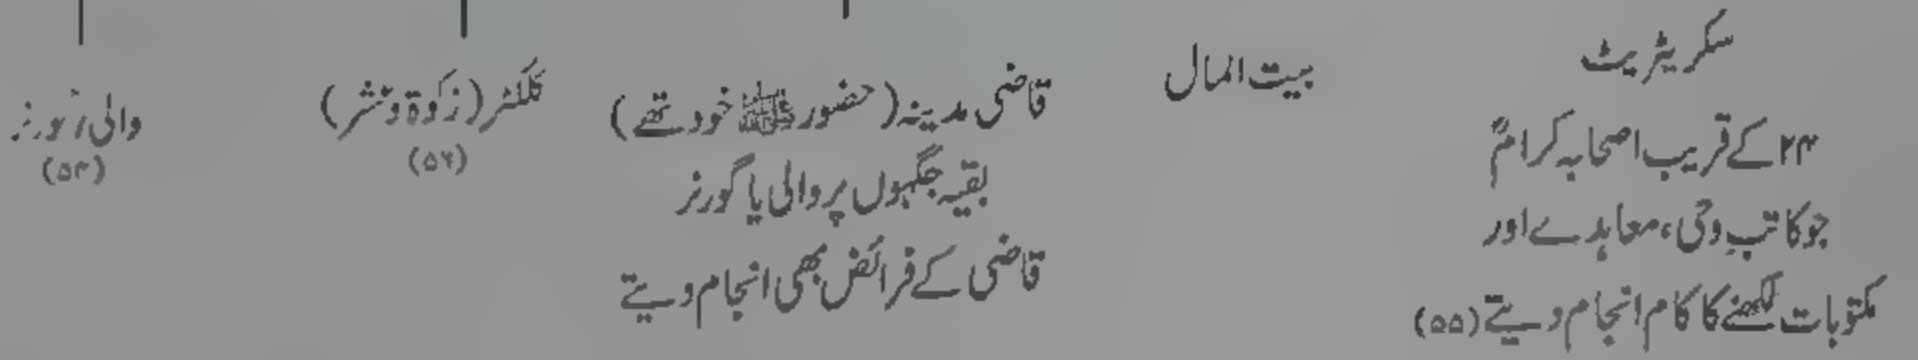 سکریٹریٹ
۲۴ کے قریب اصحابہ کرامؓ
جو کاتبِ وحی، معاہدے اور
مکتوبات لکھنے کا کام انجام دیتے (۵۵)
بیت المال
قاضی مدینہ (حضور ﷺ خود تھے)
بقیہ جگہوں پر والی یا گورنر
قاضی کے فرائض بھی انجام دیتے
کلکٹر (زکوۃ وعشر)
(۵۶)
والی/گورنر
(۵۴)